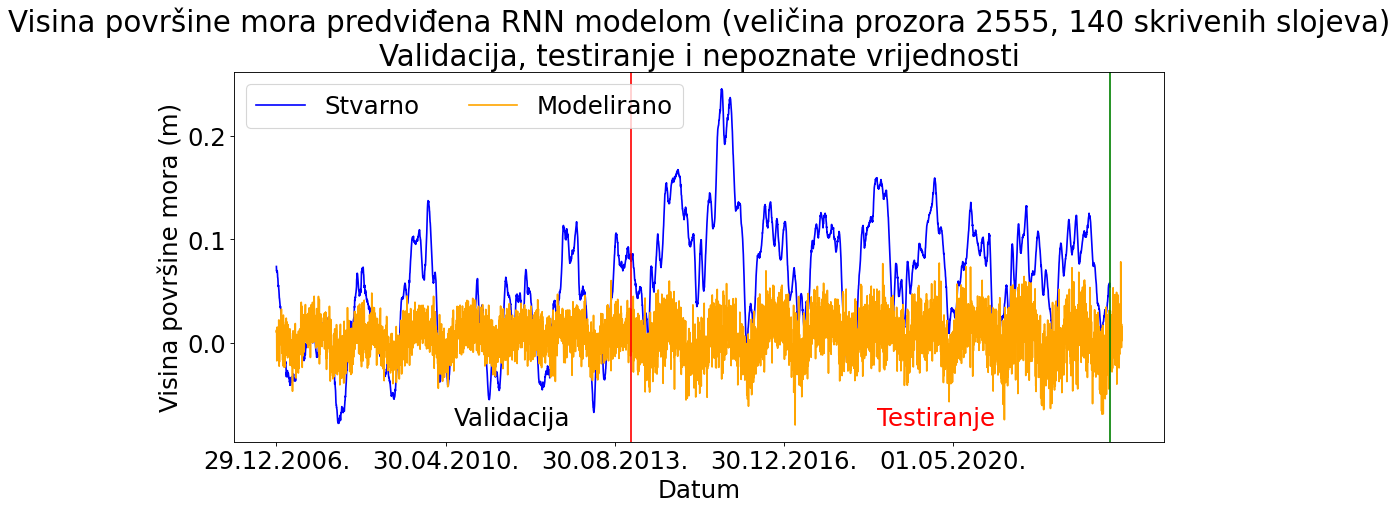 Visina površine mora predviđena RNN modelom (veličina prozora 2555, 140 skrivenih slojeva)
Validacija, testiranje i nepoznate vrijednosti
Stvarno
Modelirano
Visina površine mora (m)
0.2
0.1
0.0
Validacija
Testiranje
29.12.2006.
30.04.2010.
30.08.2013.
30.12.2016.
01.05.2020.
Datum